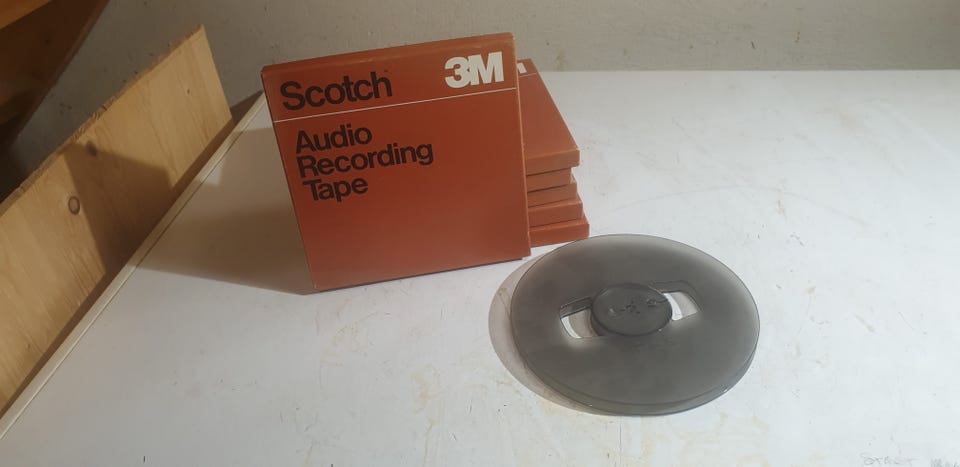 Scotch
3M
Audio
Recording
Tape